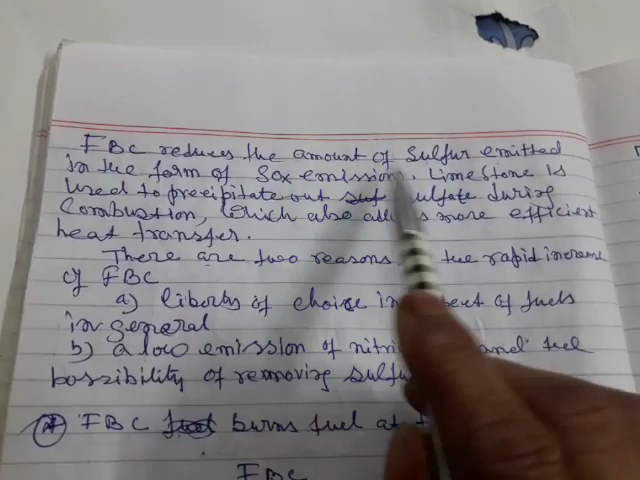 FBC reduces the amount of Sulfur emitted
in the form of SOx emissions. Limestone is
used to precipitate out sulfate during
Combustion, which also allows more efficient
heat transfer.
There are two reasons the rapid increase
of FBC
a) liberty of choice in of fuels
in general
b) a low emission of and the
possibility of removing
FBC burns fuel at
FBC